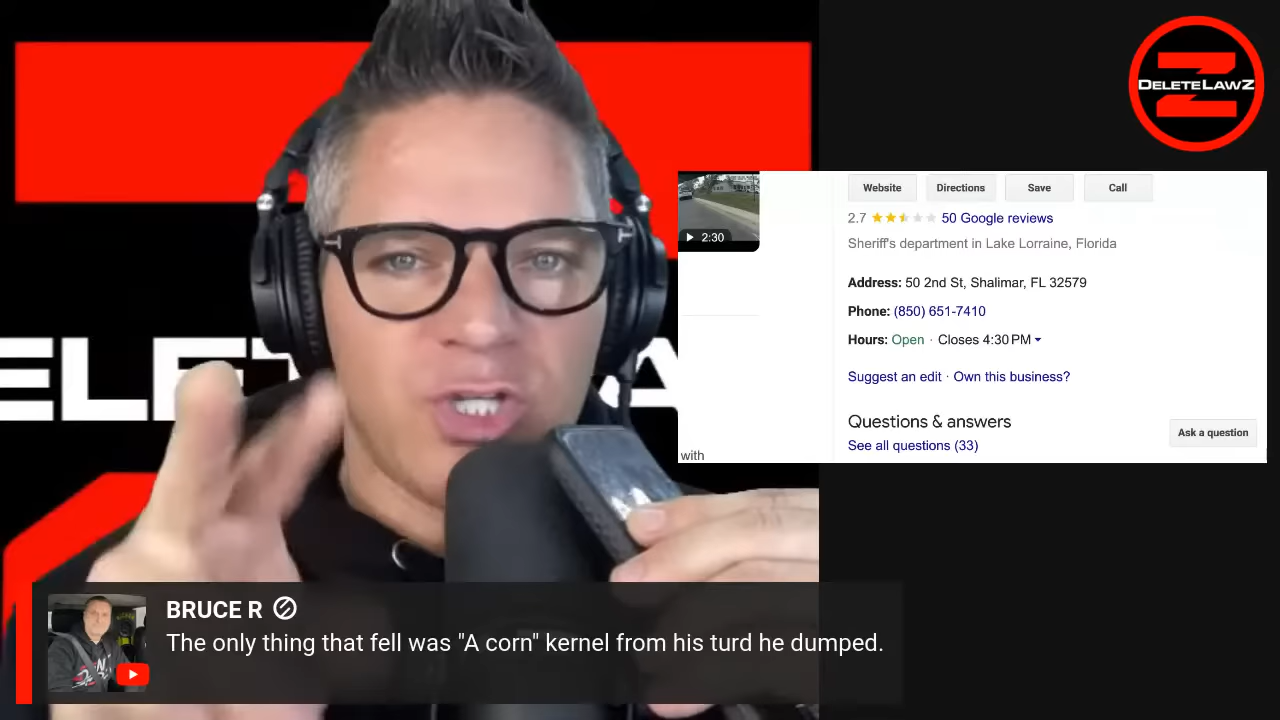 DELETELAWZ
Website
Directions
Save
Call
2:30
2.7
50 Google reviews
Sheriff's department in Lake Lorraine, Florida
Address: 50 2nd St, Shalimar, FL 32579
Phone: (850) 651-7410
Hours: Open · Closes 4:30 PM
Suggest an edit · Own this business?
Questions & answers
See all questions (33)
Ask a question
with
BRUCE R
The only thing that fell was "A corn" kernel from his turd he dumped.